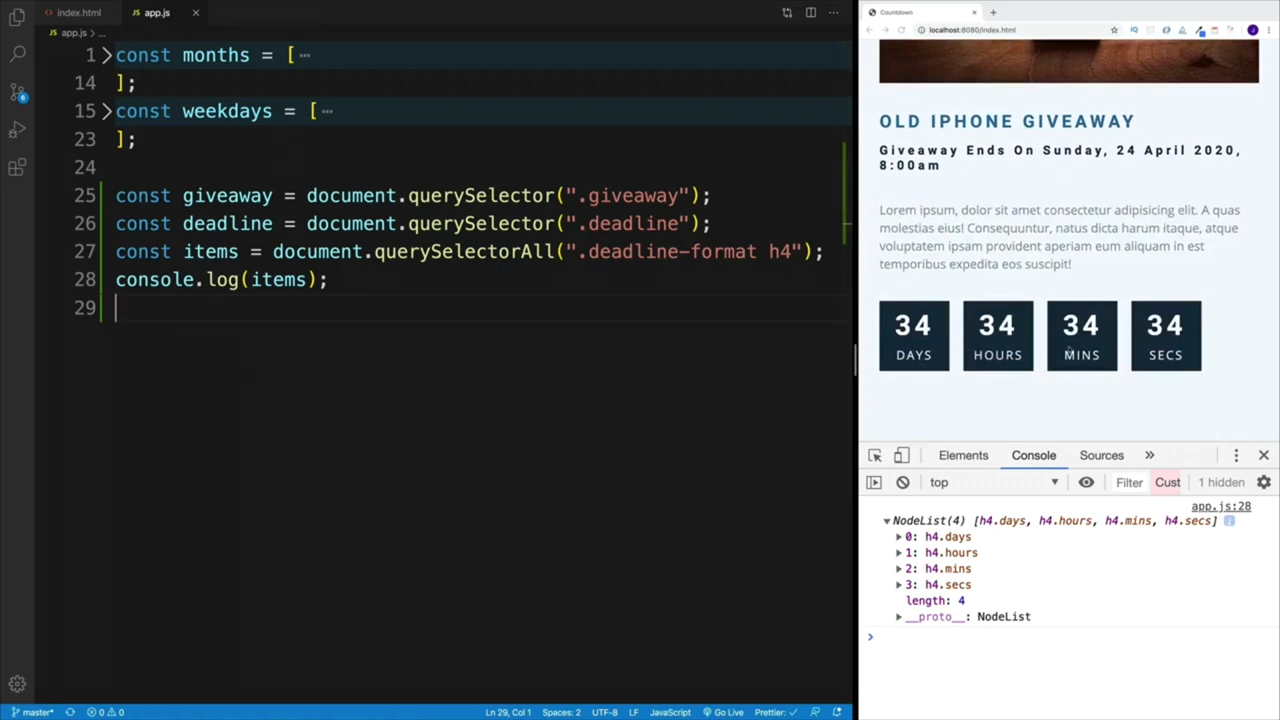 index.html
app.js
app.js > ...
1 const months = [ ⋯
14 ];
15 const weekdays = [ ⋯
23 ];
24
25 const giveaway = document.querySelector(".giveaway");
26 const deadline = document.querySelector(".deadline");
27 const items = document.querySelectorAll(".deadline-format h4");
28 console.log(items);
29
6
master*
0 0
Ln 29, Col 1
Spaces: 2
UTF-8
LF
JavaScript
Go Live
Prettier: ✓
Countdown
localhost:8080/index.html
OLD IPHONE GIVEAWAY
Giveaway Ends On Sunday, 24 April 2020,
8:00am
Lorem ipsum, dolor sit amet consectetur adipisicing elit. A quas
molestias eius! Consequuntur, natus dicta harum itaque, atque
voluptatem ipsam provident aperiam eum aliquam in est
temporibus expedita eos suscipit!
34 34 34 34
DAYS HOURS MINS SECS
Elements Console Sources »
top Filter Cust 1 hidden
app.js:28
NodeList(4) [h4.days, h4.hours, h4.mins, h4.secs] i
0: h4.days
1: h4.hours
2: h4.mins
3: h4.secs
length: 4
__proto__: NodeList
>